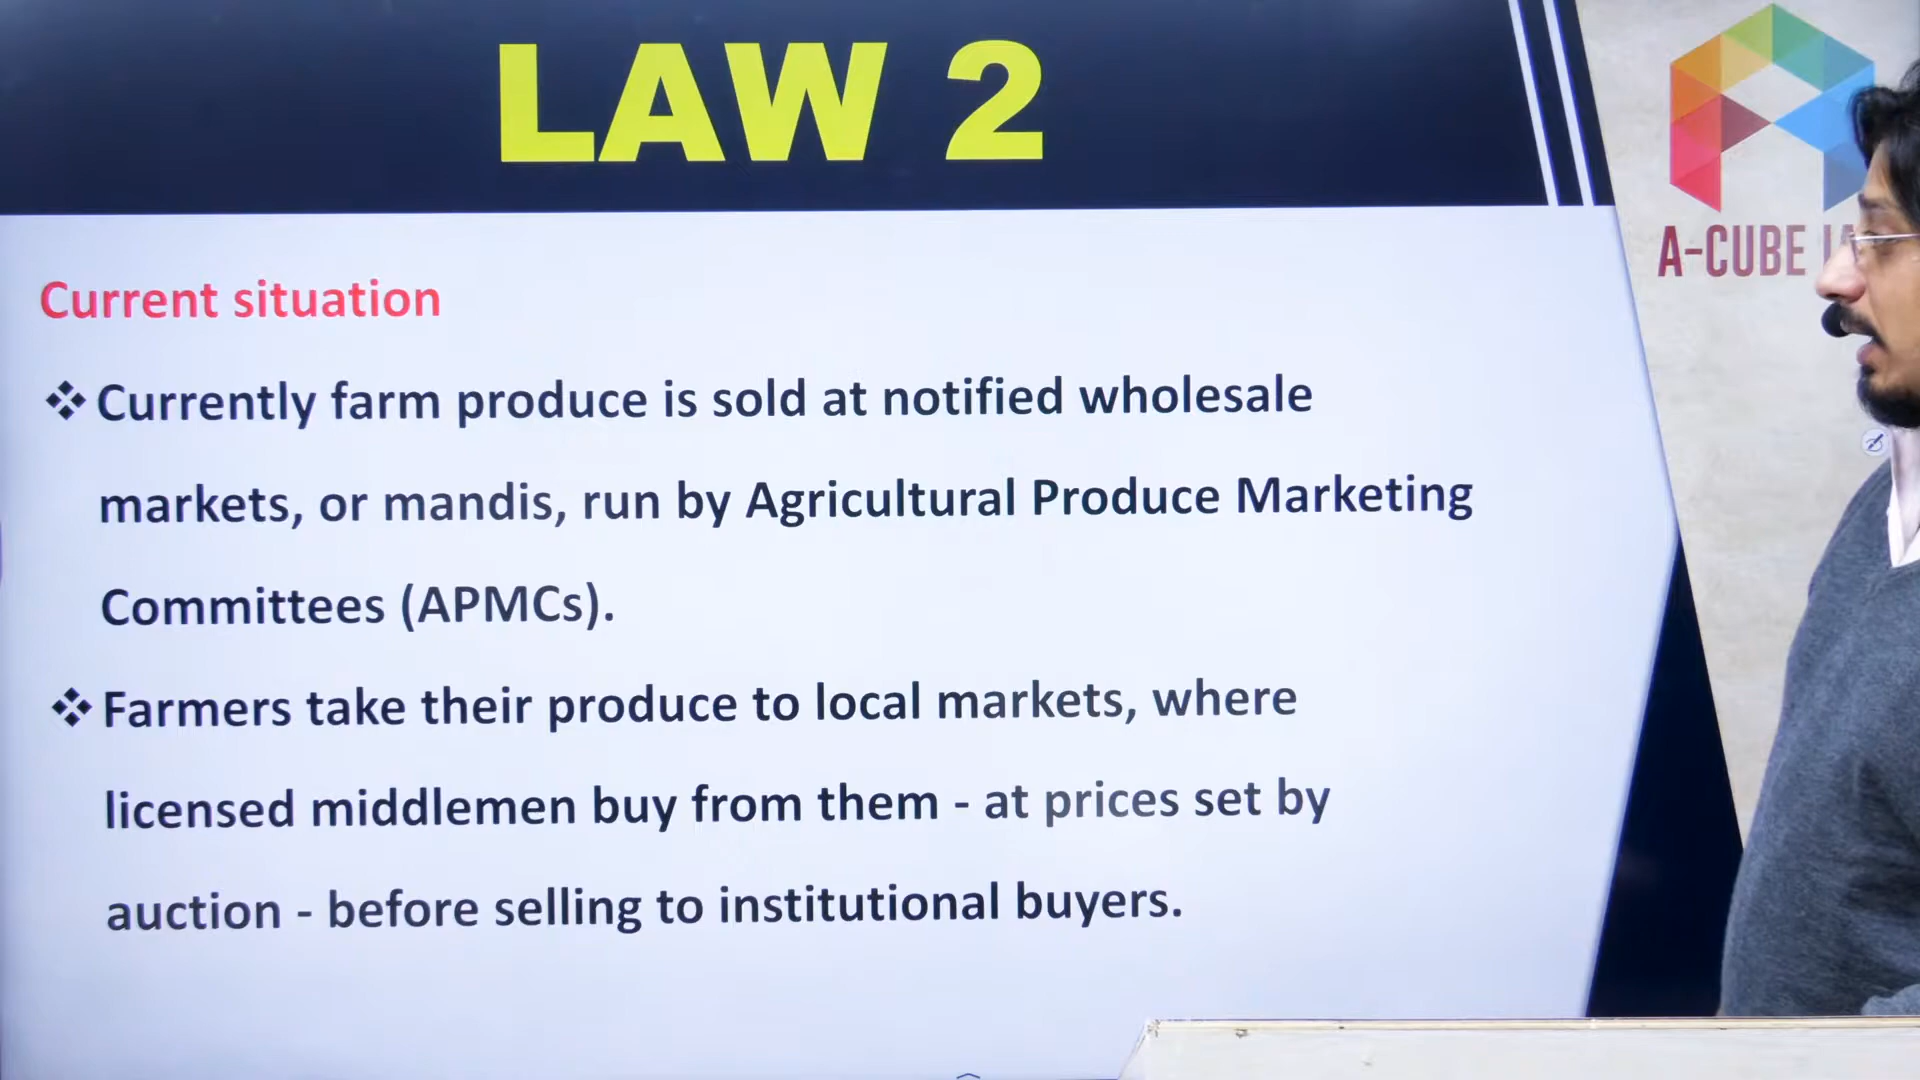 LAW 2
A-CUBE
Current situation
❖ Currently farm produce is sold at notified wholesale
markets, or mandis, run by Agricultural Produce Marketing
Committees (APMCs).
❖ Farmers take their produce to local markets, where
licensed middlemen buy from them - at prices set by
auction - before selling to institutional buyers.